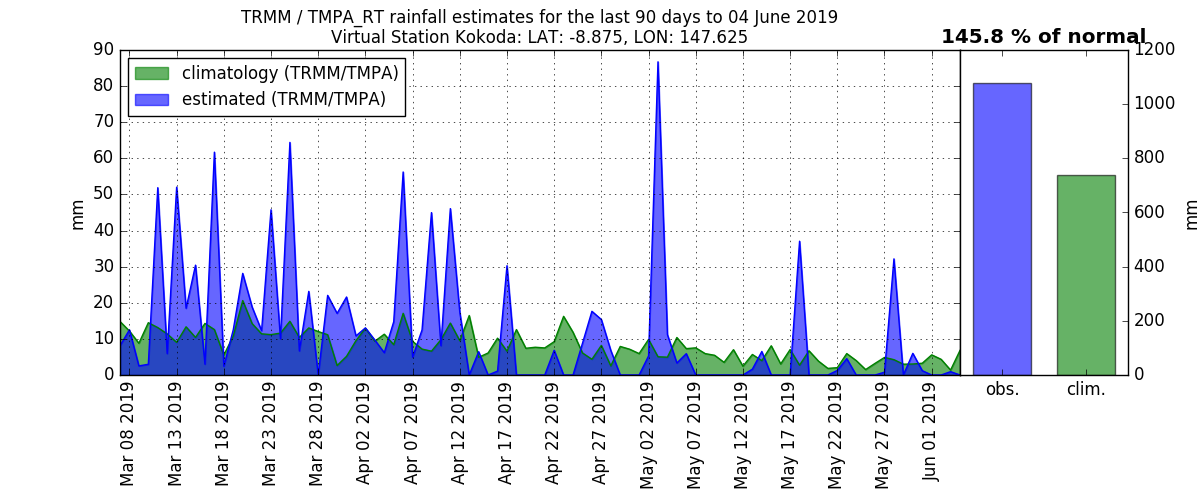 TRMM / TMPA_RT rainfall estimates for the last 90 days to 04 June 2019
Virtual Station Kokoda: LAT: -8.875, LON: 147.625
145.8 % of normal
climatology (TRMM/TMPA)
estimated (TRMM/TMPA)
mm
90
80
70
60
50
40
30
20
10
0
Mar 08 2019
Mar 13 2019
Mar 18 2019
Mar 23 2019
Mar 28 2019
Apr 02 2019
Apr 07 2019
Apr 12 2019
Apr 17 2019
Apr 22 2019
Apr 27 2019
May 02 2019
May 07 2019
May 12 2019
May 17 2019
May 22 2019
May 27 2019
Jun 01 2019
1200
1000
800
600
400
200
0
mm
obs.
clim.